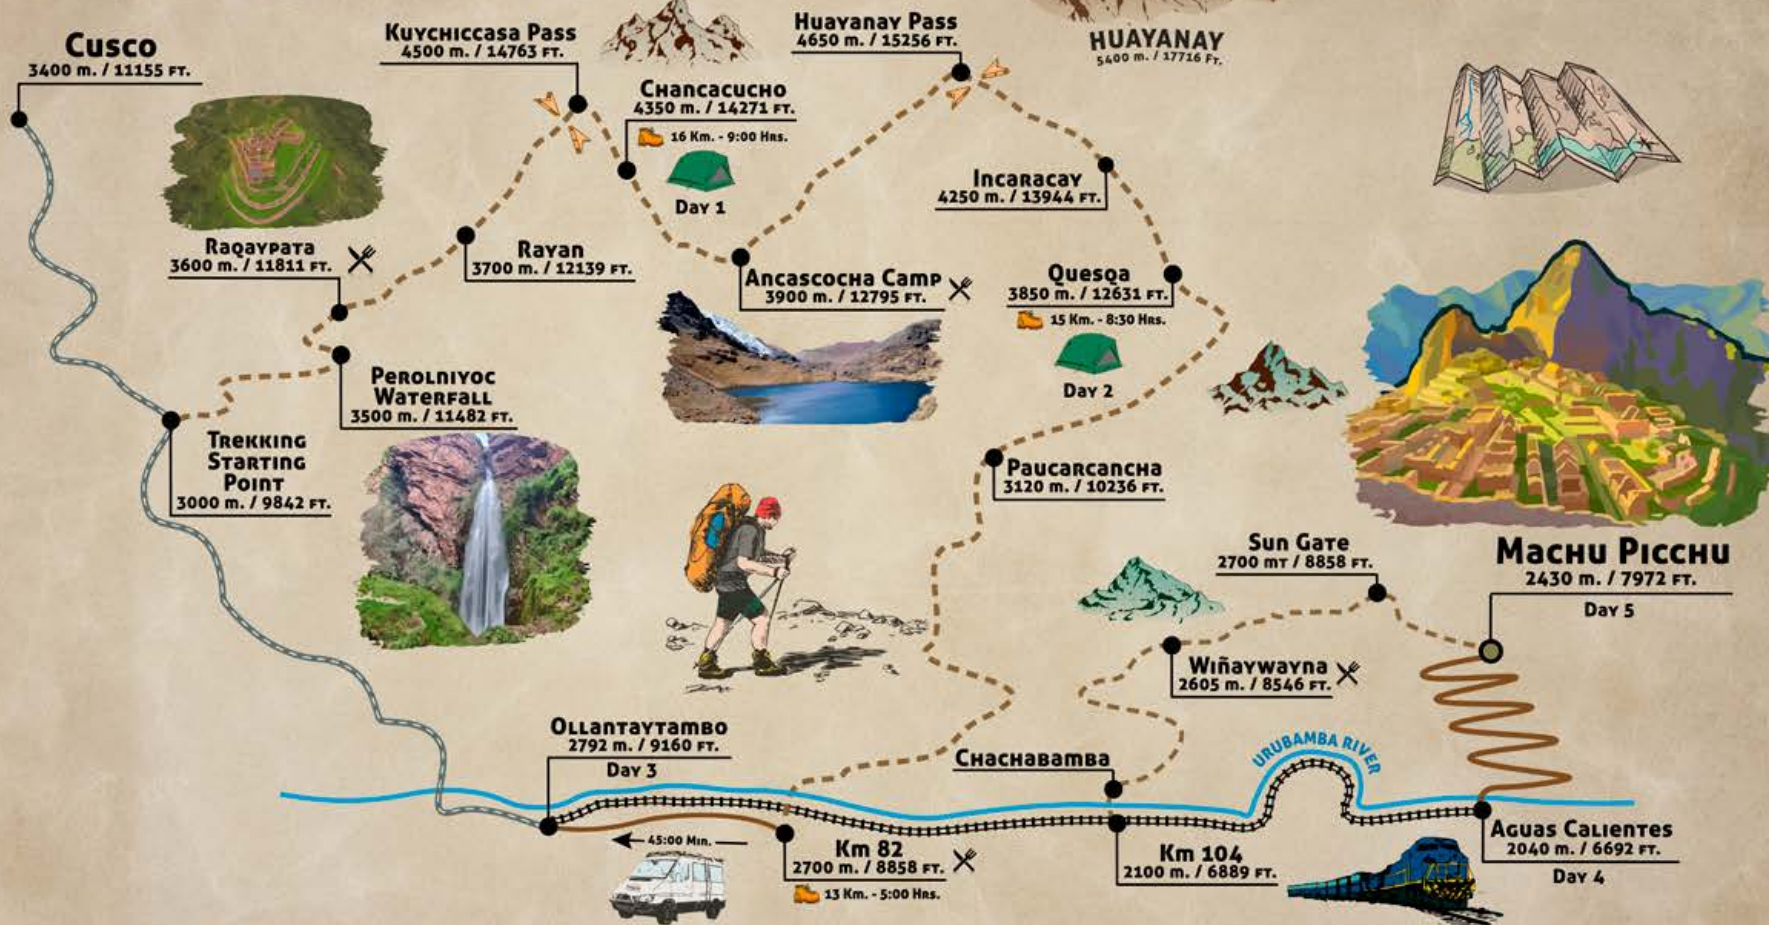 Cusco
3400 m. / 11155 FT.
Kuychiccasa Pass
4500 m. / 14763 FT.
Huayanay Pass
4650 m. / 15256 FT.
HUAYANAY
5400 m. / 17716 FT.
Chancacucho
4350 m. / 14271 FT.
16 Km. - 9:00 Hrs.
Day 1
Incaracay
4250 m. / 13944 FT.
Raqaypata
3600 m. / 11811 FT.
Rayan
3700 m. / 12139 FT.
Ancascocha Camp
3900 m. / 12795 FT.
Quesqa
3850 m. / 12631 FT.
15 Km. - 8:30 Hrs.
Day 2
Perolniyoc
Waterfall
3500 m. / 11482 FT.
Trekking
Starting
Point
3000 m. / 9842 FT.
Paucarcancha
3120 m. / 10236 FT.
Sun Gate
2700 mt / 8858 FT.
Machu Picchu
2430 m. / 7972 FT.
Day 5
Wiñaywayna
2605 m. / 8546 FT.
Ollantaytambo
2792 m. / 9160 FT.
Day 3
Chachabamba
URUBAMBA RIVER
45:00 Min.
Km 82
2700 m. / 8858 FT.
13 Km. - 5:00 Hrs.
Km 104
2100 m. / 6889 FT.
Aguas Calientes
2040 m. / 6692 FT.
Day 4